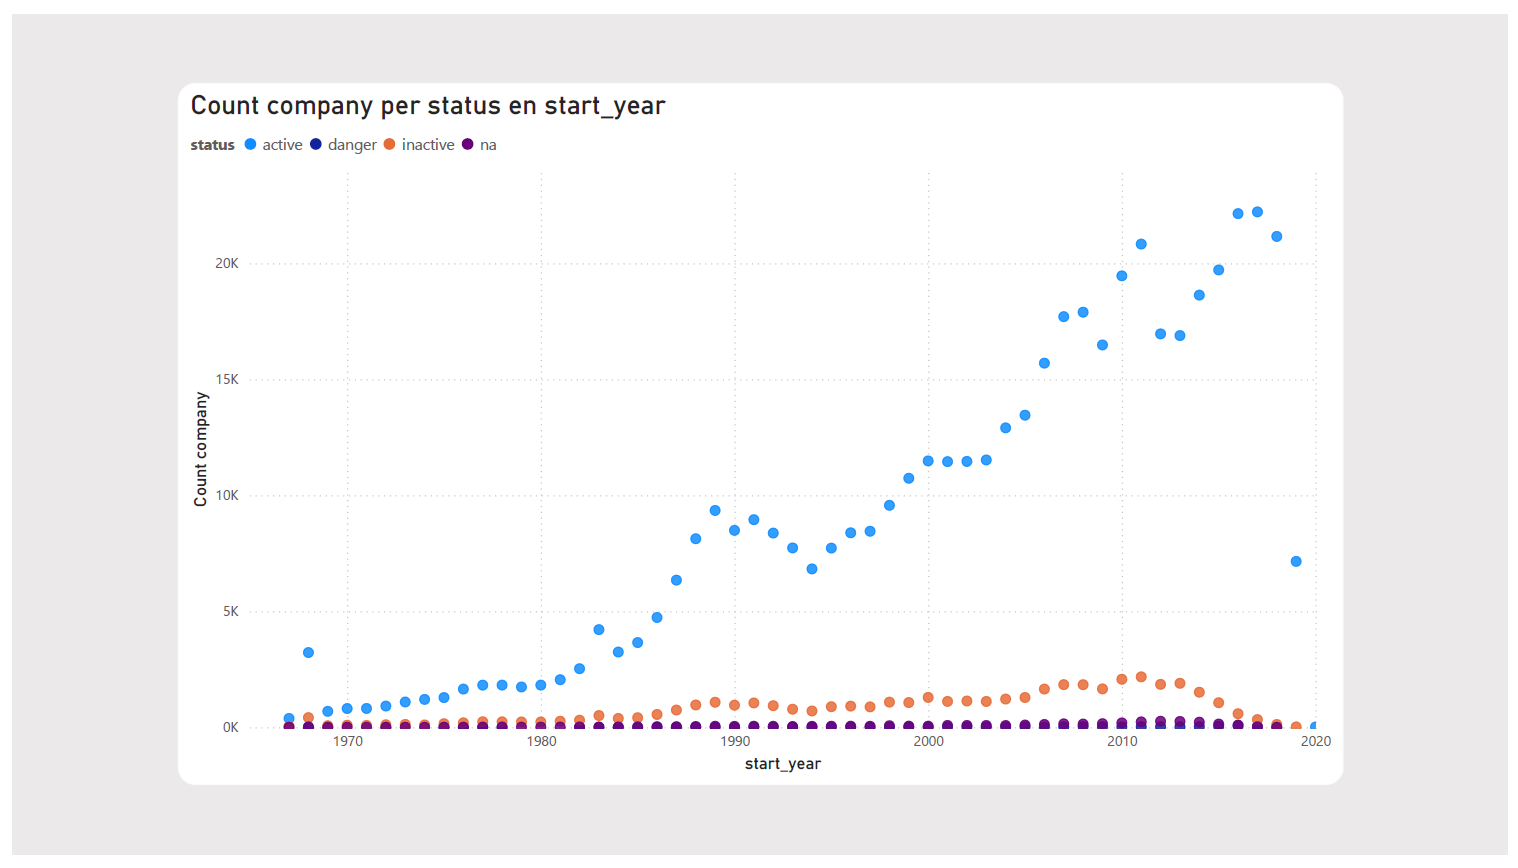 Count company per status en start_year
status active danger inactive na
20K
15K
10K
5K
0K
Count company
1970 1980 1990 2000 2010 2020
start_year